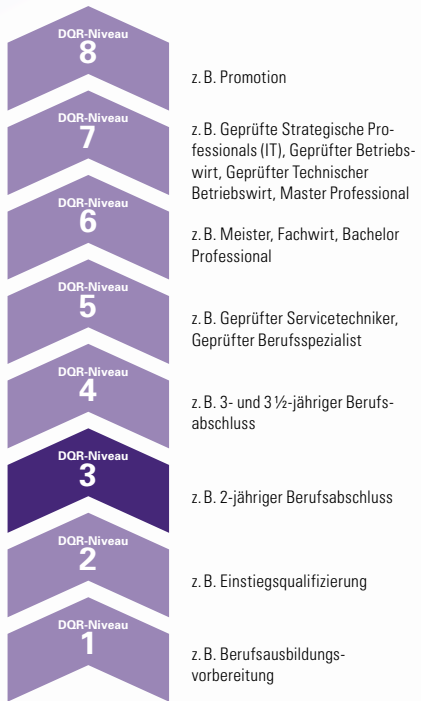 DQR-Niveau
8
z. B. Promotion
DQR-Niveau
7
z. B. Geprüfte Strategische Pro-
fessionals (IT), Geprüfter Betriebs-
wirt, Geprüfter Technischer
Betriebswirt, Master Professional
DQR-Niveau
6
z. B. Meister, Fachwirt, Bachelor
Professional
DQR-Niveau
5
z. B. Geprüfter Servicetechniker,
Geprüfter Berufsspezialist
DQR-Niveau
4
z. B. 3- und 3 ½-jähriger Berufs-
abschluss
DQR-Niveau
3
z. B. 2-jähriger Berufsabschluss
DQR-Niveau
2
z. B. Einstiegsqualifizierung
DQR-Niveau
1
z. B. Berufsausbildungs-
vorbereitung